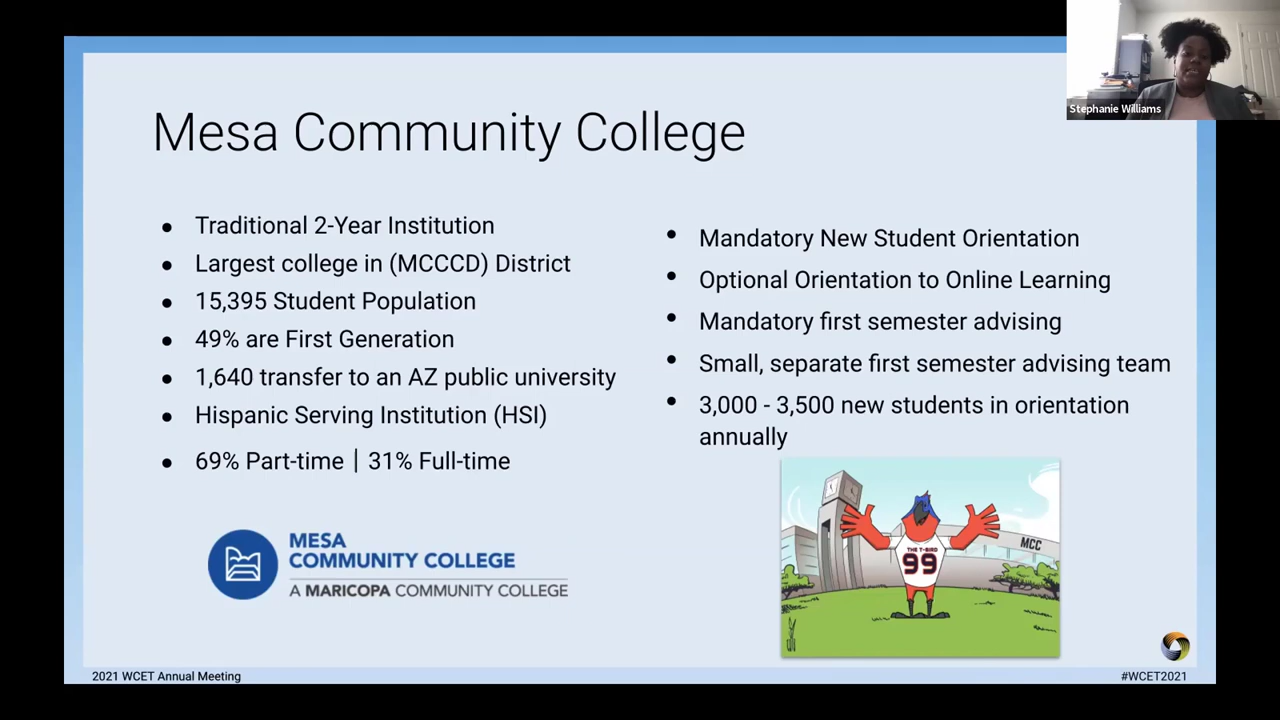 Stephanie Williams
Mesa Community College
Traditional 2-Year Institution
Largest college in (MCCCD) District
15,395 Student Population
49% are First Generation
1,640 transfer to an AZ public university
Hispanic Serving Institution (HSI)
69% Part-time | 31% Full-time
Mandatory New Student Orientation
Optional Orientation to Online Learning
Mandatory first semester advising
Small, separate first semester advising team
3,000 - 3,500 new students in orientation
annually
MESA
COMMUNITY COLLEGE
A MARICOPA COMMUNITY COLLEGE
MCC
THE T-BIRD
99
2021 WCET Annual Meeting
#WCET2021